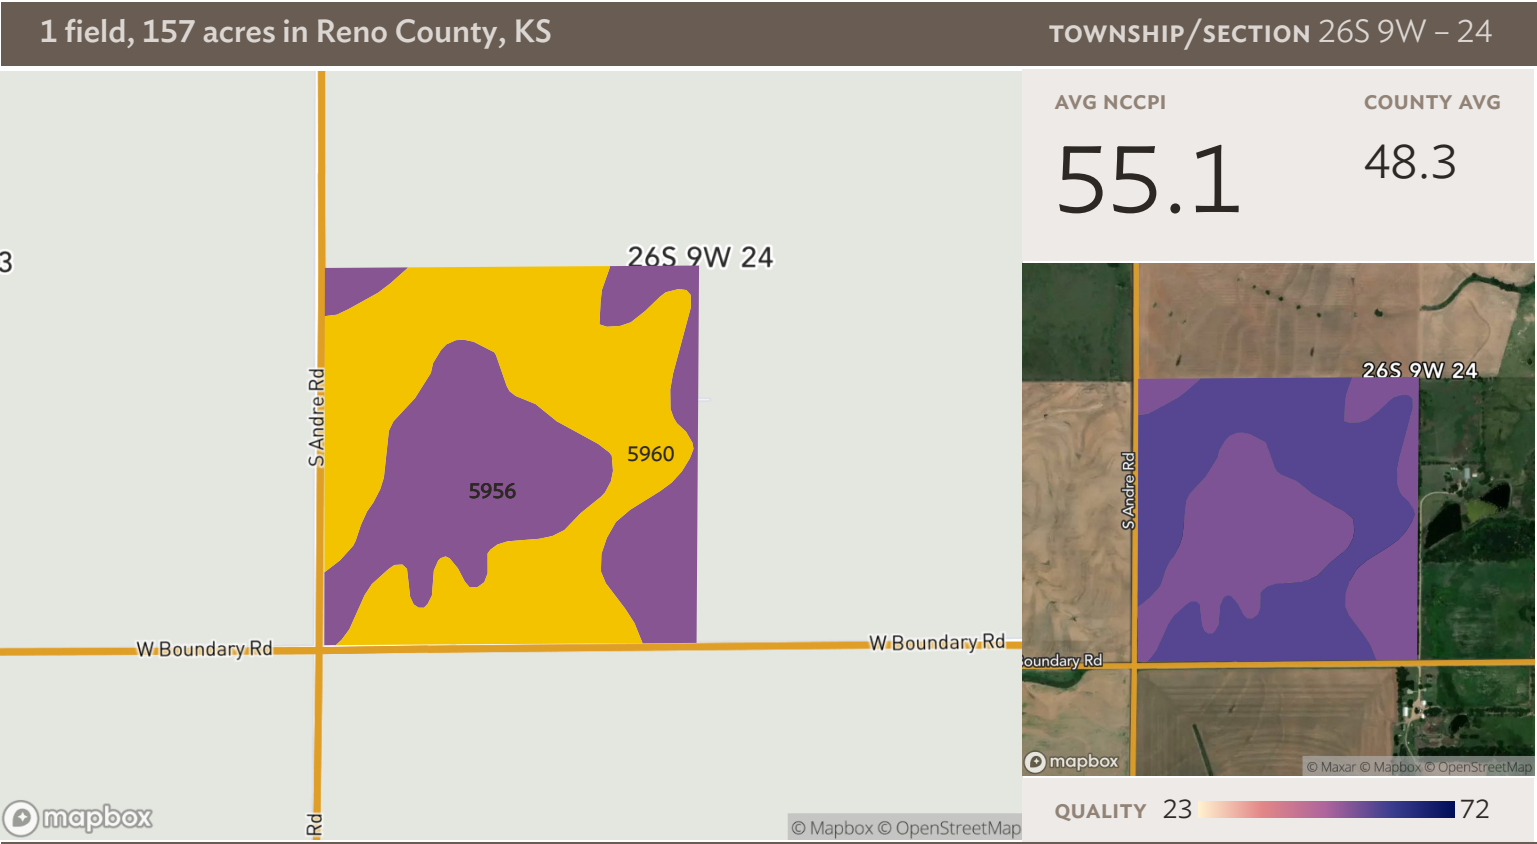 1 field, 157 acres in Reno County, KS
TOWNSHIP/SECTION 26S 9W – 24
AVG NCCPI
COUNTY AVG
55.1
48.3
3
26S 9W 24
S Andre Rd
5960
5956
W Boundary Rd
W Boundary Rd
Rd
mapbox
© Mapbox © OpenStreetMap
26S 9W 24
S Andre Rd
oundary Rd
mapbox
© Maxar © Mapbox © OpenStreetMap
QUALITY 23 72